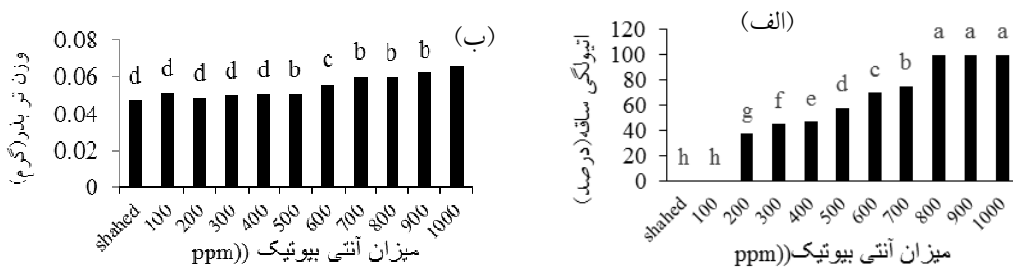 (الف)
اتیولگی ساقه(درصد)
120
100
80
60
40
20
0
h h g f e d c b a a a
shahed 100 200 300 400 500 600 700 800 900 1000
میزان آنتی بیوتیک((ppm
(ب)
وزن تر بذر(گرم)
0.08
0.06
0.04
0.02
0
d d d d d b c b b b
shahed 100 200 300 400 500 600 700 800 900 1000
میزان آنتی بیوتیک ((ppm